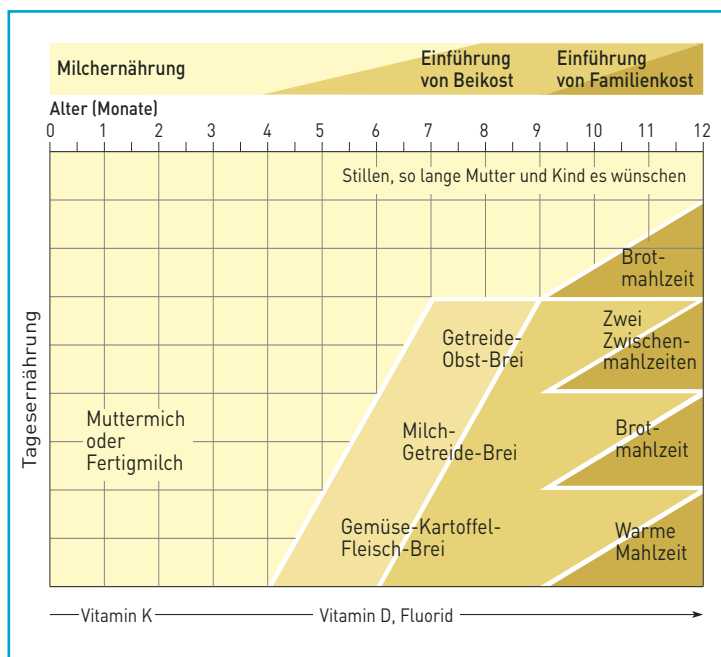 Milchernährung
Einführung
von Beikost
Einführung
von Familienkost
Alter (Monate)
0 1 2 3 4 5 6 7 8 9 10 11 12
Stillen, so lange Mutter und Kind es wünschen
Brot-
mahlzeit
Zwei
Zwischen-
mahlzeiten
Getreide-
Obst-Brei
Tagesernährung
Muttermich
oder
Fertigmilch
Milch-
Getreide-Brei
Brot-
mahlzeit
Gemüse-Kartoffel-
Fleisch-Brei
Warme
Mahlzeit
Vitamin K
Vitamin D, Fluorid